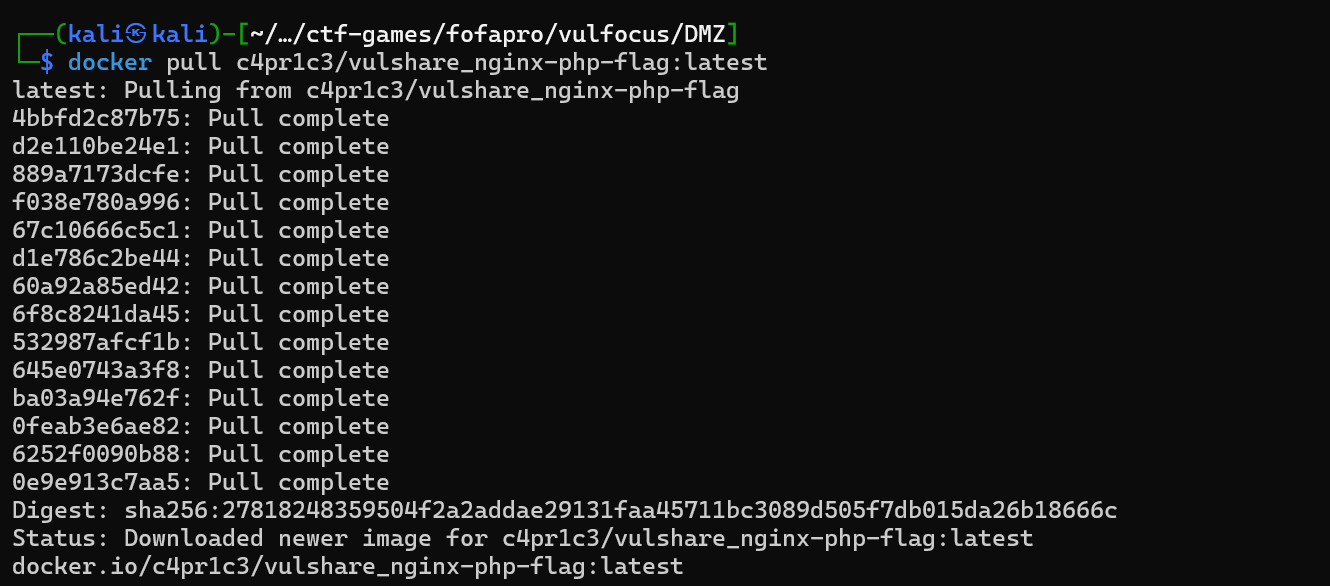 ┌──(kali㉿kali)-[~/…/ctf-games/fofapro/vulfocus/DMZ]
└─$ docker pull c4pr1c3/vulshare_nginx-php-flag:latest
latest: Pulling from c4pr1c3/vulshare_nginx-php-flag
4bbfd2c87b75: Pull complete
d2e110be24e1: Pull complete
889a7173dcfe: Pull complete
f038e780a996: Pull complete
67c10666c5c1: Pull complete
d1e786c2be44: Pull complete
60a92a85ed42: Pull complete
6f8c8241da45: Pull complete
532987afcf1b: Pull complete
645e0743a3f8: Pull complete
ba03a94e762f: Pull complete
0feab3e6ae82: Pull complete
6252f0090b88: Pull complete
0e9e913c7aa5: Pull complete
Digest: sha256:27818248359504f2a2addae29131faa45711bc3089d505f7db015da26b18666c
Status: Downloaded newer image for c4pr1c3/vulshare_nginx-php-flag:latest
docker.io/c4pr1c3/vulshare_nginx-php-flag:latest